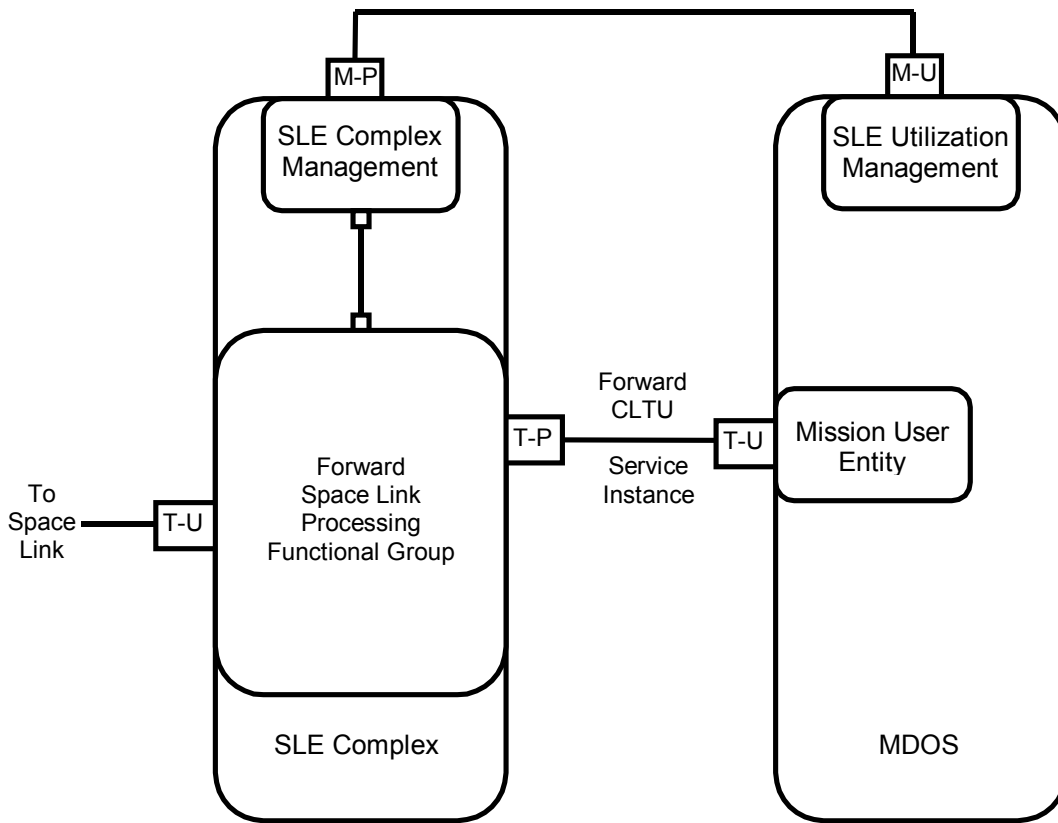 M-P
M-U
SLE Complex
Management
SLE Utilization
Management
Forward
CLTU
T-P
T-U
Service
Instance
Mission User
Entity
To
Space
Link
T-U
Forward
Space Link
Processing
Functional Group
SLE Complex
MDOS